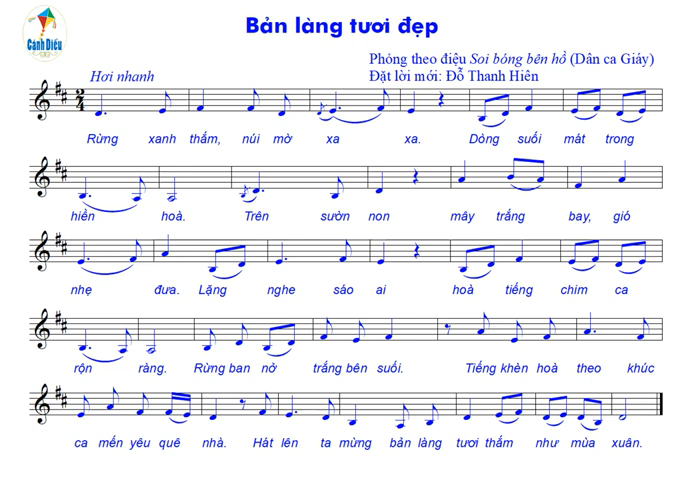 Cánh Diều
Bản làng tươi đẹp
Phỏng theo điệu Soi bóng bên hồ (Dân ca Giáy)
Hơi nhanh
Đặt lời mới: Đỗ Thanh Hiên
2
4
Rừng xanh thắm, núi mờ xa xa. Dòng suối mát trong
hiền hoà. Trên sườn non mây trắng bay, gió
nhẹ đưa. Lặng nghe sáo ai hoà tiếng chim ca
rộn ràng. Rừng ban nở trắng bên suối. Tiếng khèn hoà theo khúc
ca mến yêu quê nhà. Hát lên ta mừng bản làng tươi thắm như mùa xuân.